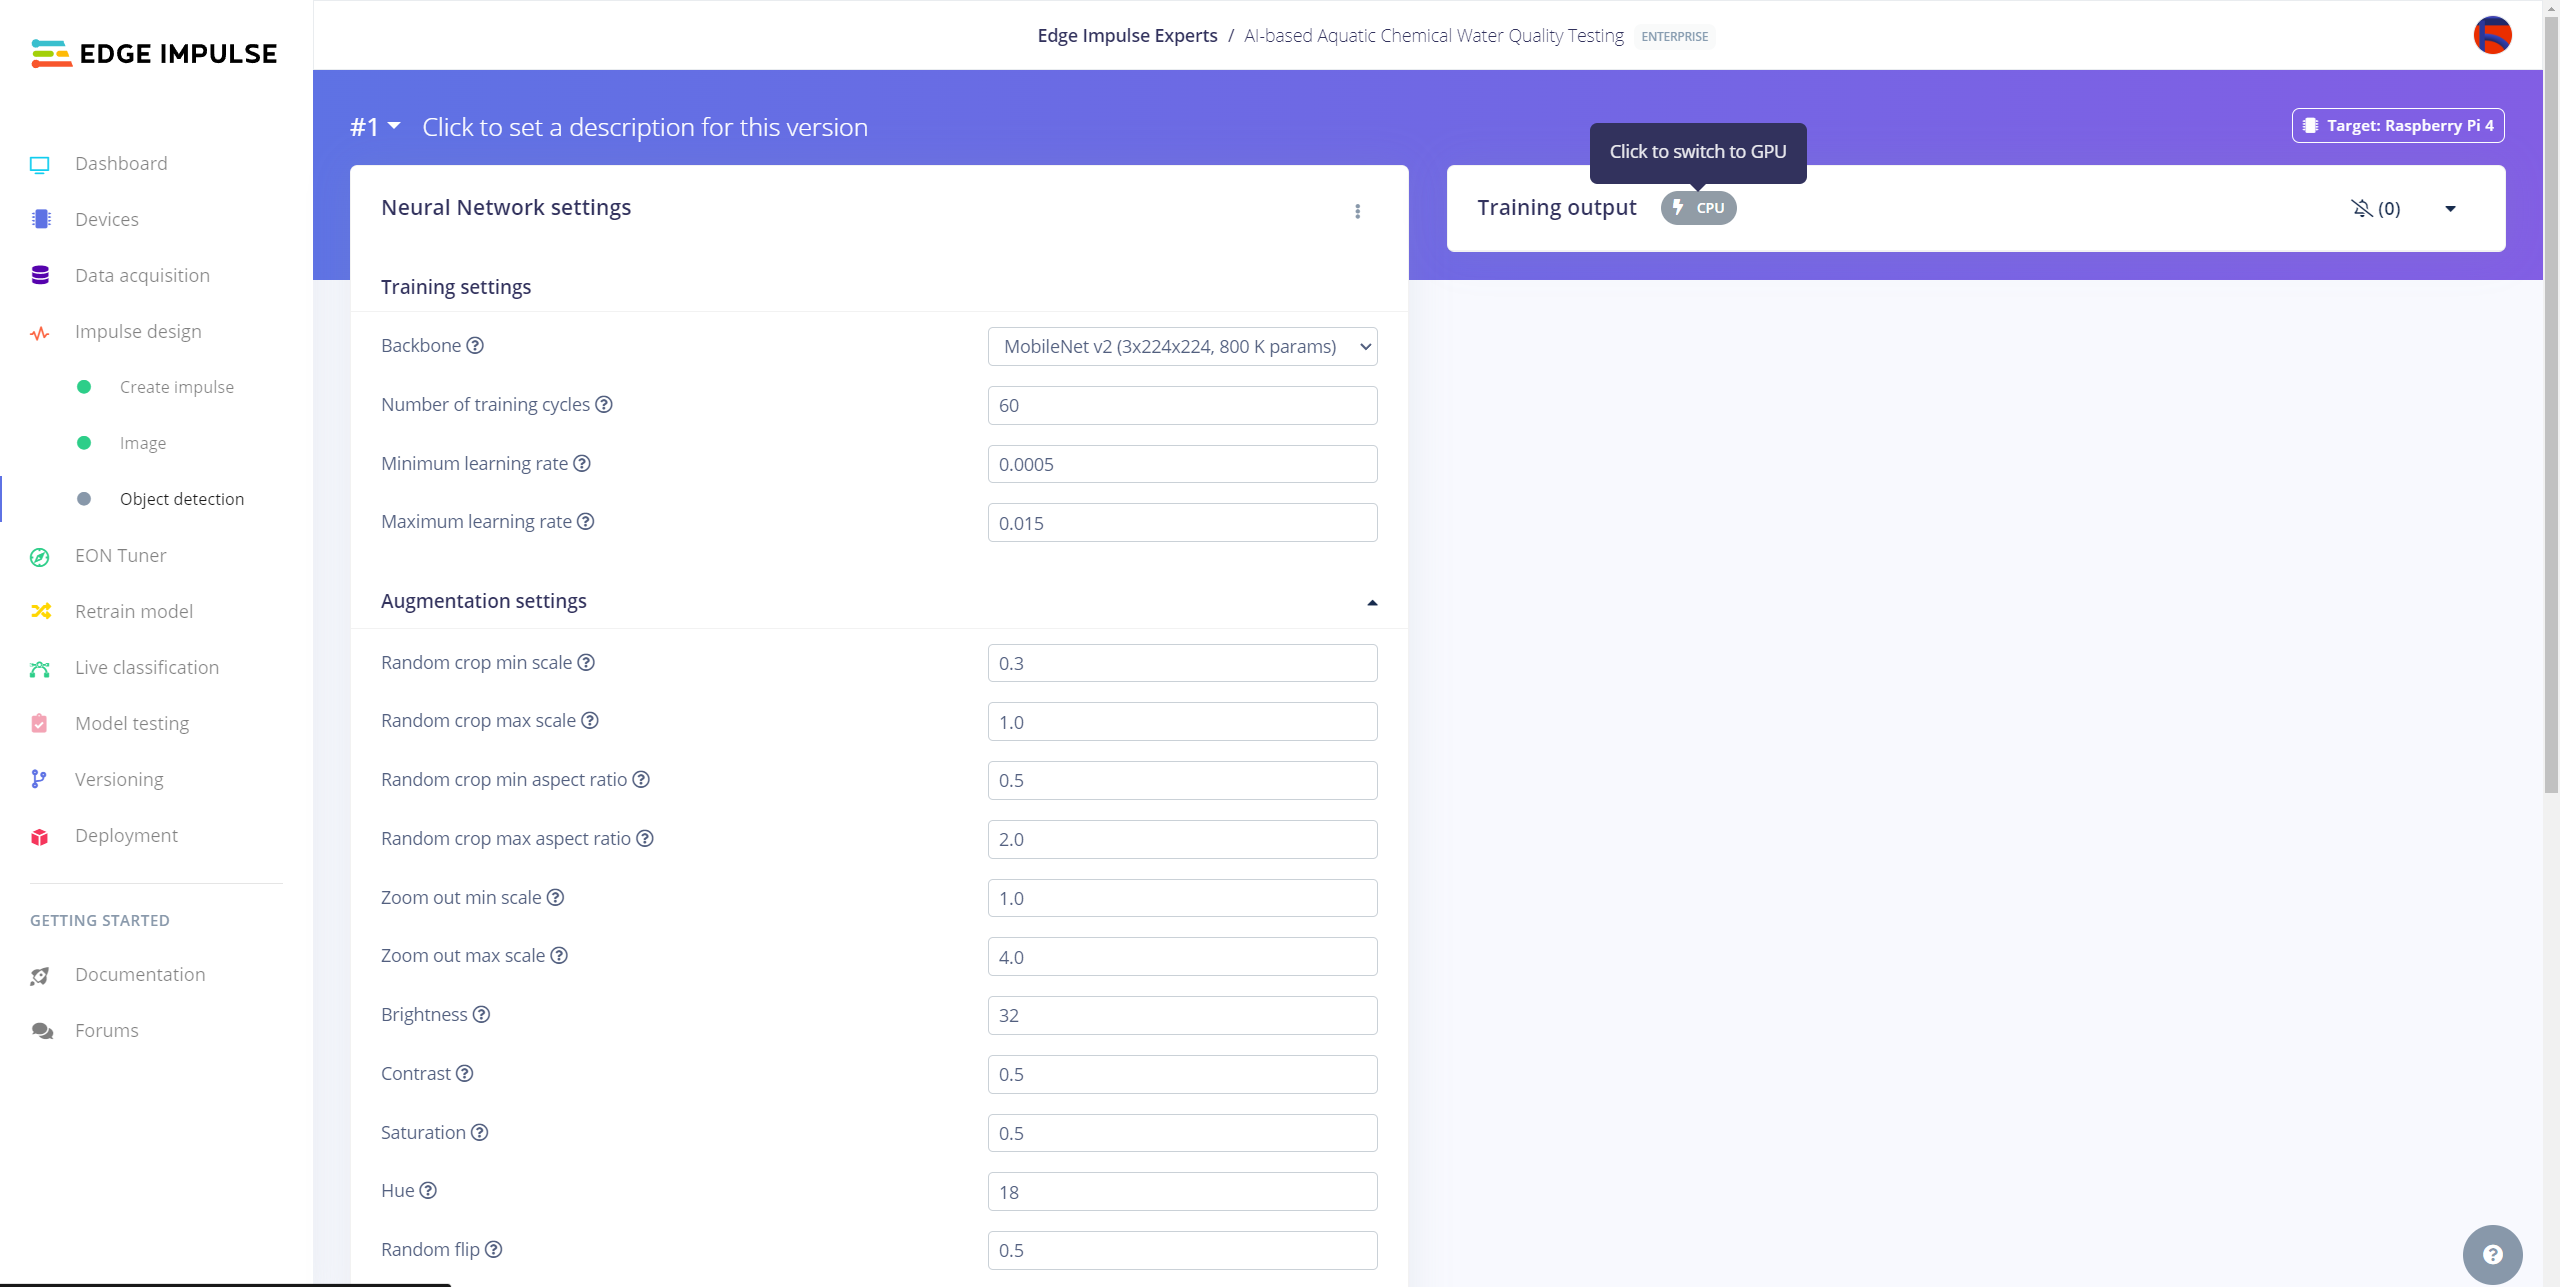 EDGE IMPULSE
Edge Impulse Experts / AI-based Aquatic Chemical Water Quality Testing ENTERPRISE
Dashboard
Devices
Data acquisition
Impulse design
Create impulse
Image
Object detection
EON Tuner
Retrain model
Live classification
Model testing
Versioning
Deployment
GETTING STARTED
Documentation
Forums
#1 Click to set a description for this version
Target: Raspberry Pi 4
Neural Network settings
Training settings
Backbone ? MobileNet v2 (3x224x224, 800 K params)
Number of training cycles ? 60
Minimum learning rate ? 0.0005
Maximum learning rate ? 0.015
Augmentation settings
Random crop min scale ? 0.3
Random crop max scale ? 1.0
Random crop min aspect ratio ? 0.5
Random crop max aspect ratio ? 2.0
Zoom out min scale ? 1.0
Zoom out max scale ? 4.0
Brightness ? 32
Contrast ? 0.5
Saturation ? 0.5
Hue ? 18
Random flip ? 0.5
Click to switch to GPU
Training output CPU (0)
?